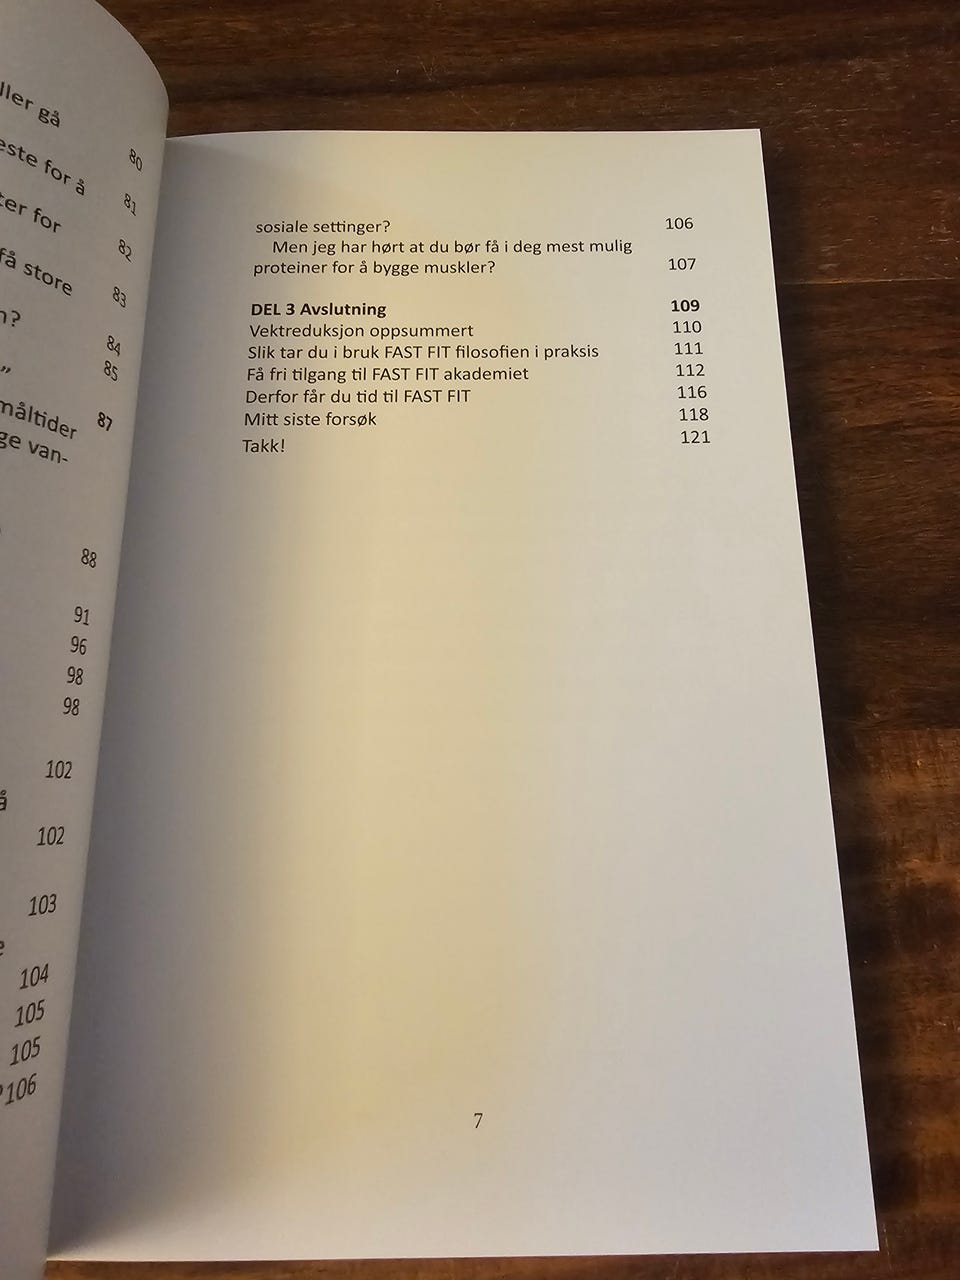 ller gå
80
este for å
81
ter for
82
få store
83
n?
84
"
85
måltider
87
ge van-
88
91
96
98
98
102
å
102
103
e
104
105
105
?106
sosiale settinger? 106
Men jeg har hørt at du bør få i deg mest mulig
proteiner for å bygge muskler? 107
DEL 3 Avslutning 109
Vektreduksjon oppsummert 110
Slik tar du i bruk FAST FIT filosofien i praksis 111
Få fri tilgang til FAST FIT akademiet 112
Derfor får du tid til FAST FIT 116
Mitt siste forsøk 118
Takk! 121
7